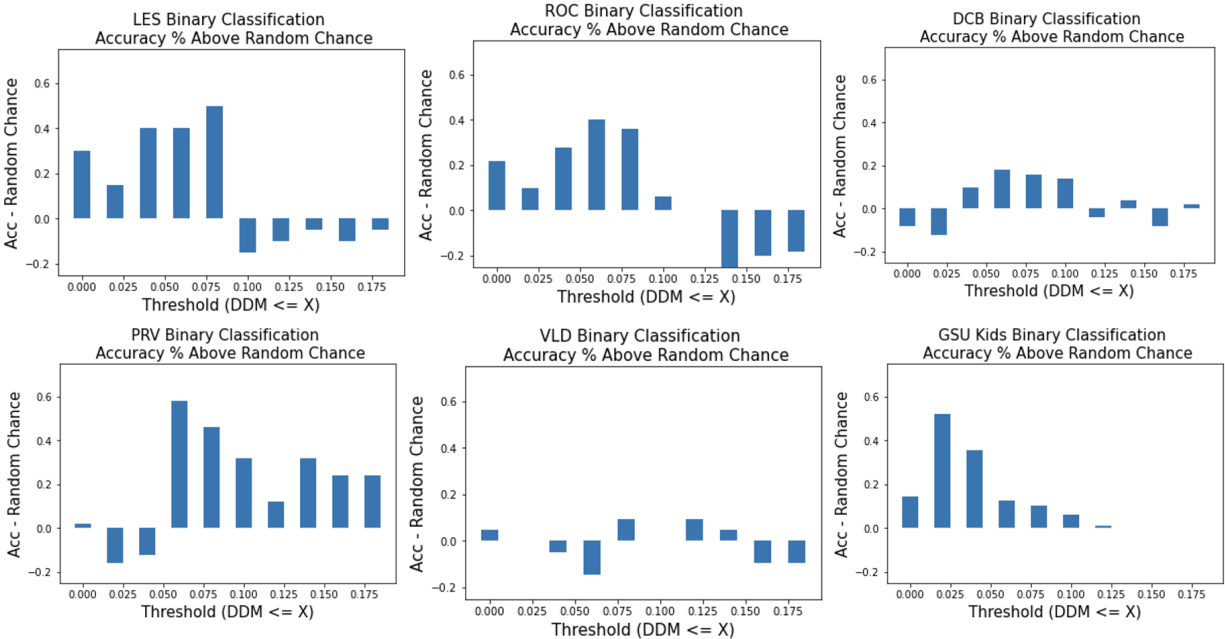 LES Binary Classification
Accuracy % Above Random Chance
Acc - Random Chance
0.6
0.4
0.2
0.0
−0.2
0.000 0.025 0.050 0.075 0.100 0.125 0.150 0.175
Threshold (DDM <= X)
ROC Binary Classification
Accuracy % Above Random Chance
Acc - Random Chance
0.6
0.4
0.2
0.0
−0.2
0.000 0.025 0.050 0.075 0.100 0.125 0.150 0.175
Threshold (DDM <= X)
DCB Binary Classification
Accuracy % Above Random Chance
Acc - Random Chance
0.6
0.4
0.2
0.0
−0.2
0.000 0.025 0.050 0.075 0.100 0.125 0.150 0.175
Threshold (DDM <= X)
PRV Binary Classification
Accuracy % Above Random Chance
Acc - Random Chance
0.6
0.4
0.2
0.0
−0.2
0.000 0.025 0.050 0.075 0.100 0.125 0.150 0.175
Threshold (DDM <= X)
VLD Binary Classification
Accuracy % Above Random Chance
Acc - Random Chance
0.6
0.4
0.2
0.0
−0.2
0.000 0.025 0.050 0.075 0.100 0.125 0.150 0.175
Threshold (DDM <= X)
GSU Kids Binary Classification
Accuracy % Above Random Chance
Acc - Random Chance
0.6
0.4
0.2
0.0
−0.2
0.000 0.025 0.050 0.075 0.100 0.125 0.150 0.175
Threshold (DDM <= X)